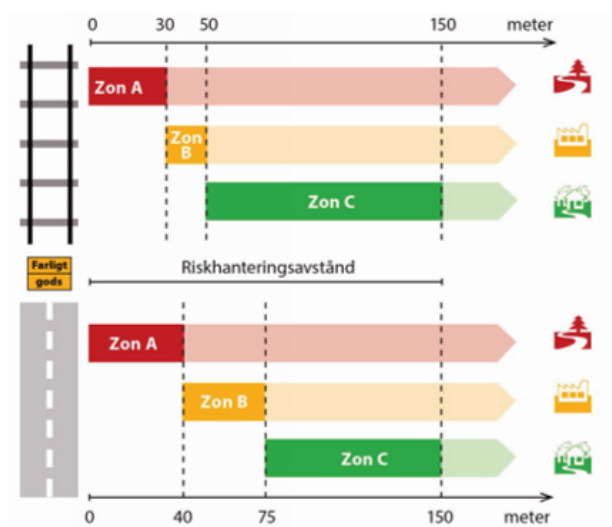 0 30 50 150 meter
Zon A
Zon
B
Zon C
Farligt
gods
Riskhanteringsavstånd
Zon A
Zon B
Zon C
0 40 75 150 meter